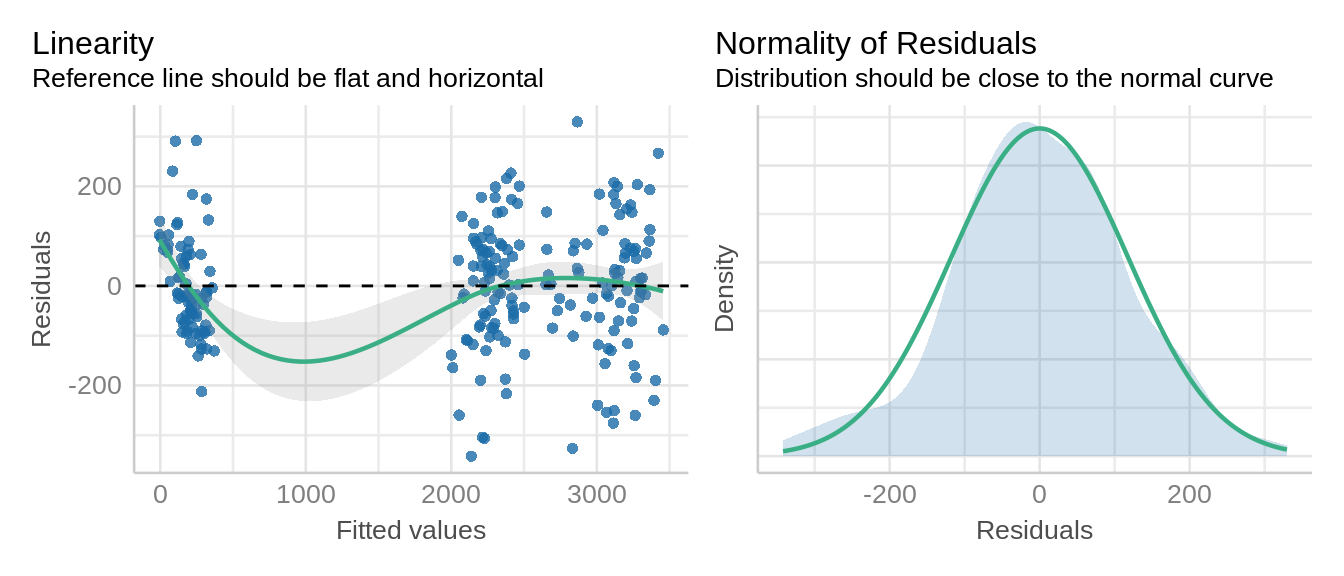 Linearity
Reference line should be flat and horizontal
Residuals
200
0
-200
0
1000
2000
3000
Fitted values
Normality of Residuals
Distribution should be close to the normal curve
Density
-200
0
200
Residuals